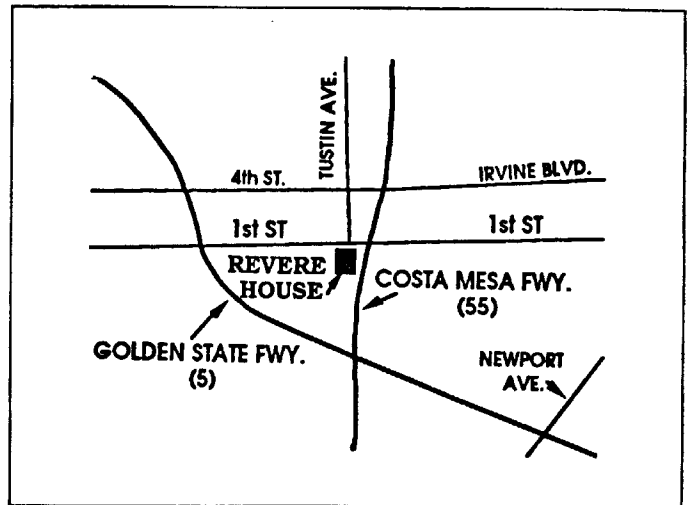 TUSTIN AVE.
4th ST.
IRVINE BLVD.
1st ST
1st ST
REVERE
HOUSE
COSTA MESA FWY.
(55)
GOLDEN STATE FWY.
(5)
NEWPORT
AVE.